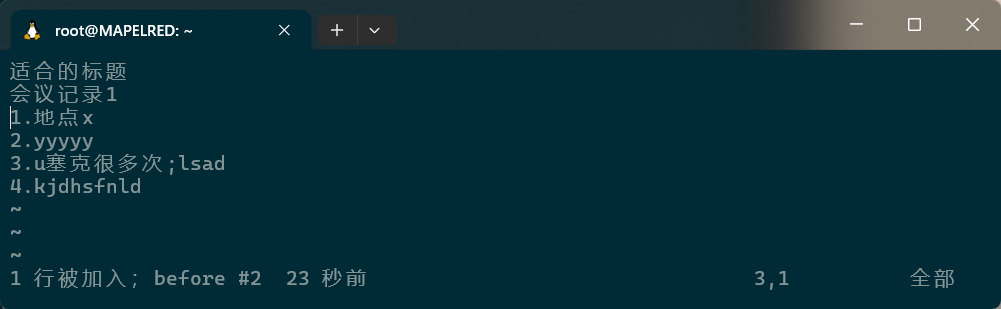 root@MAPELRED: ~
适合的标题
会议记录1
1.地点x
2.yyyyy
3.u塞克很多次;lsad
4.kjdhsfnld
~
~
~
1 行被加入; before #2  23 秒前 3,1 全部